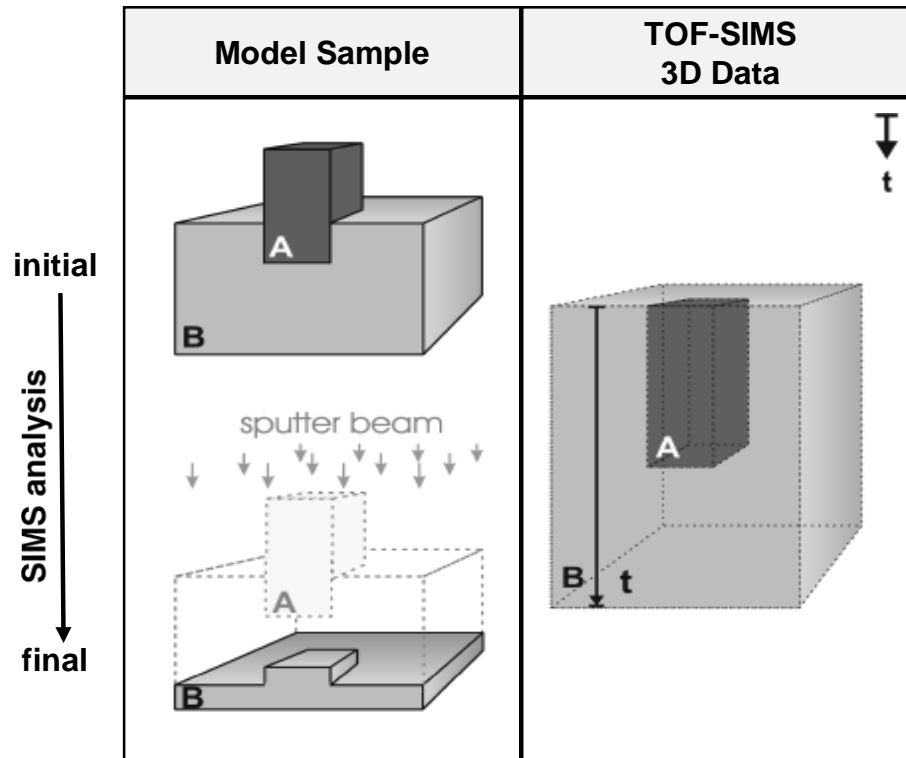 Model Sample
TOF-SIMS
3D Data
t
A
B
initial
SIMS analysis
final
sputter beam
A
B
A
B
t